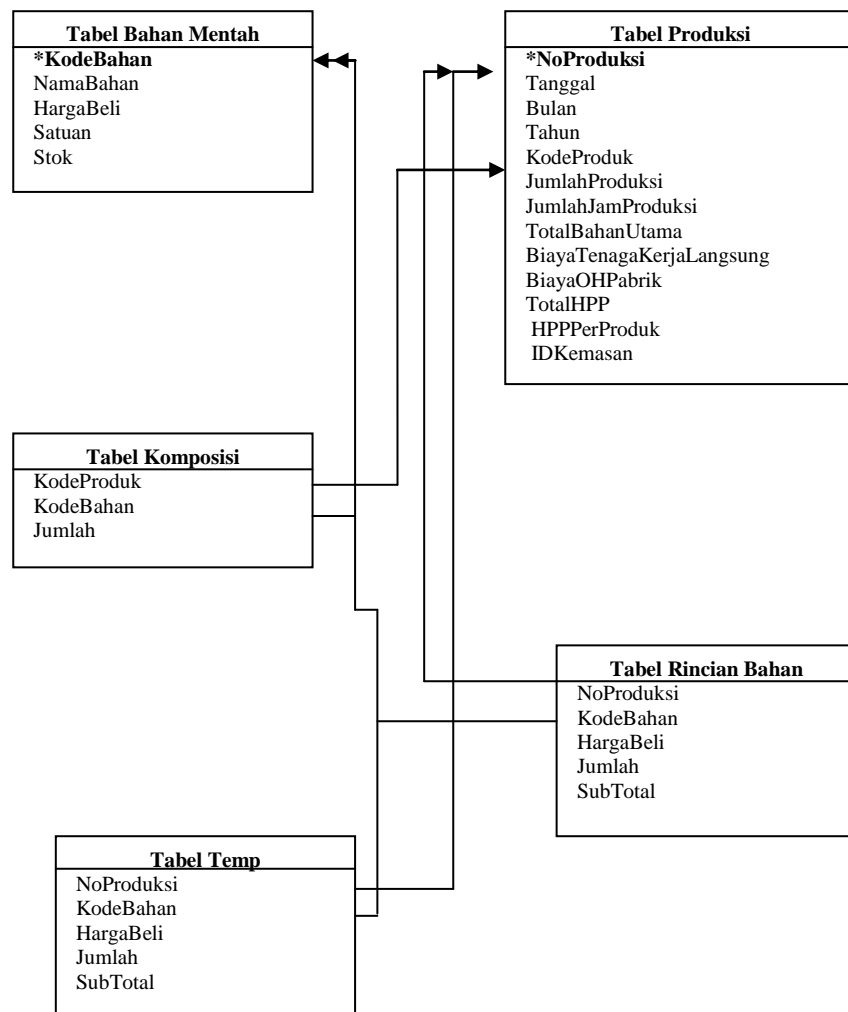 Tabel Bahan Mentah
*KodeBahan
NamaBahan
HargaBeli
Satuan
Stok
Tabel Produksi
*NoProduksi
Tanggal
Bulan
Tahun
KodeProduk
JumlahProduksi
JumlahJamProduksi
TotalBahanUtama
BiayaTenagaKerjaLangsung
BiayaOHPabrik
TotalHPP
HPPPerProduk
IDKemasan
Tabel Komposisi
KodeProduk
KodeBahan
Jumlah
Tabel Rincian Bahan
NoProduksi
KodeBahan
HargaBeli
Jumlah
SubTotal
Tabel Temp
NoProduksi
KodeBahan
HargaBeli
Jumlah
SubTotal